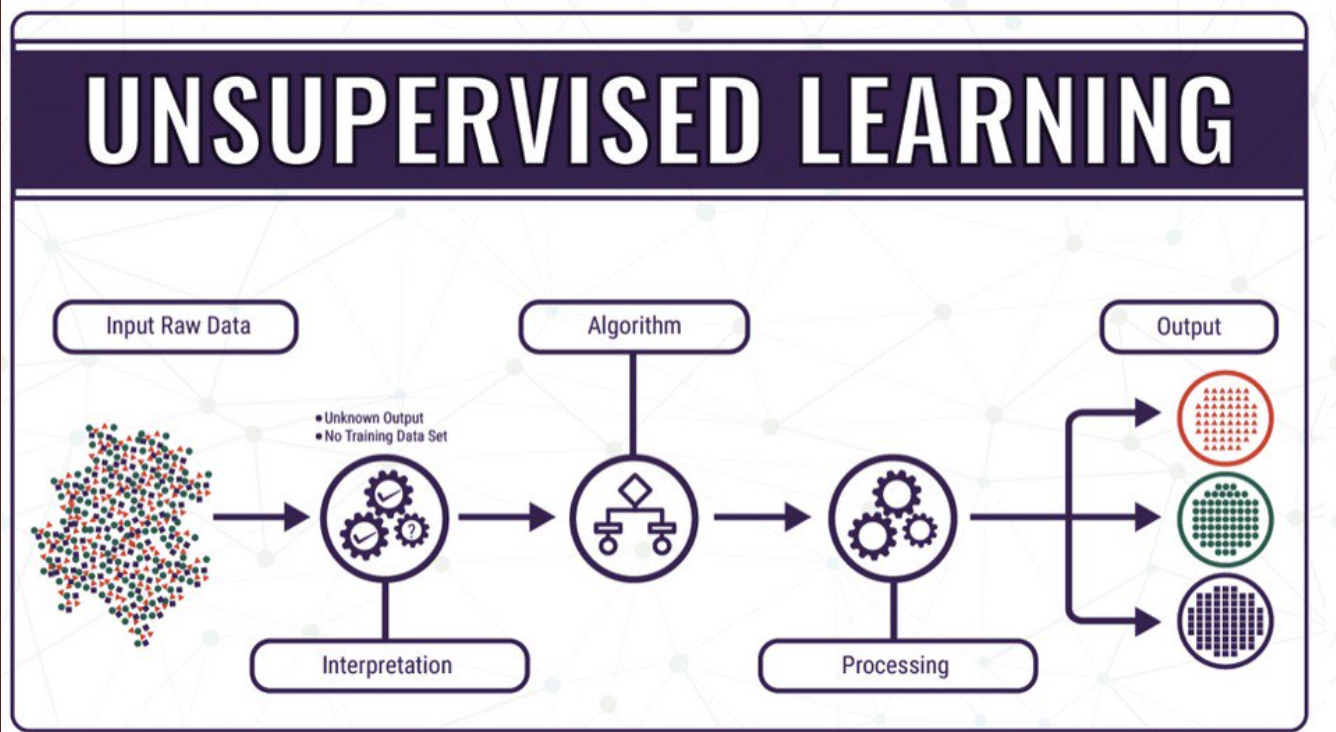 UNSUPERVISED LEARNING
Input Raw Data
Algorithm
Output
• Unknown Output
• No Training Data Set
?
Interpretation
Processing